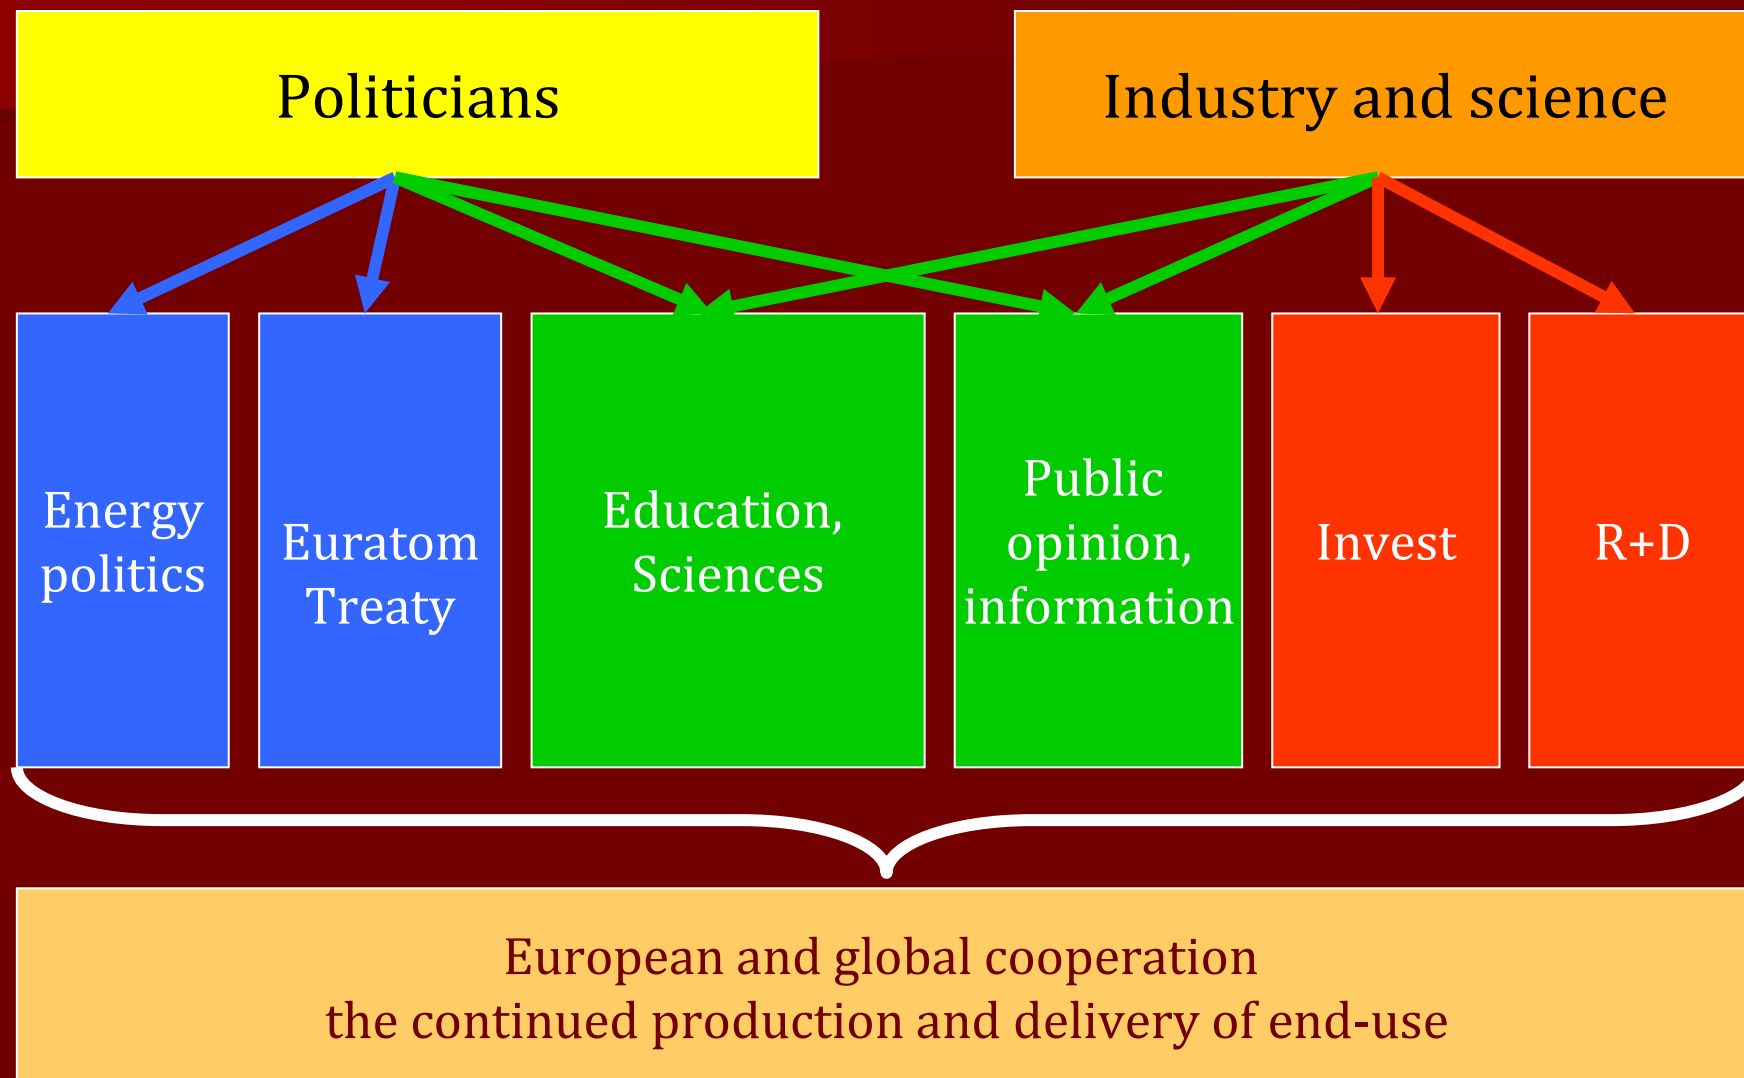 Politicians
Industry and science
Energy
politics
Euratom
Treaty
Education,
Sciences
Public
opinion,
information
Invest
R+D
European and global cooperation
the continued production and delivery of end-use